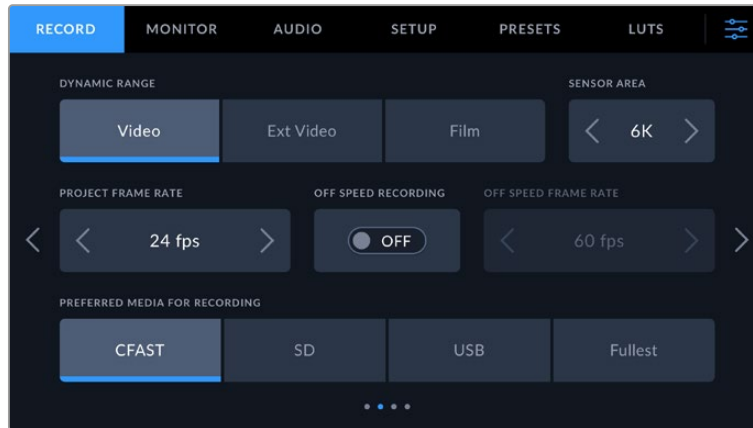 RECORD MONITOR AUDIO SETUP PRESETS LUTS
DYNAMIC RANGE SENSOR AREA
Video Ext Video Film 6K
PROJECT FRAME RATE OFF SPEED RECORDING OFF SPEED FRAME RATE
24 fps OFF 60 fps
PREFERRED MEDIA FOR RECORDING
CFAST SD USB Fullest